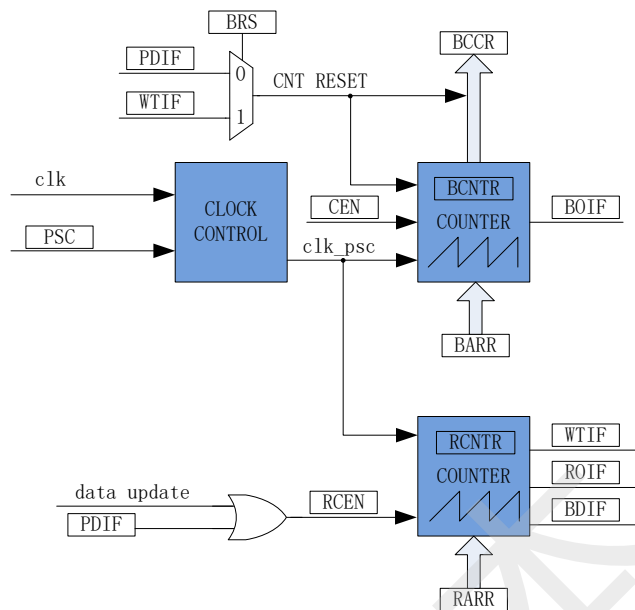 BRS
BCCR
PDIF
0
CNT RESET
WTIF
1
clk
BCNTR
CLOCK
CONTROL
CEN
COUNTER
BOIF
PSC
clk_psc
BARR
RCNTR
WTIF
COUNTER
ROIF
data update
RCEN
BDIF
PDIF
RARR